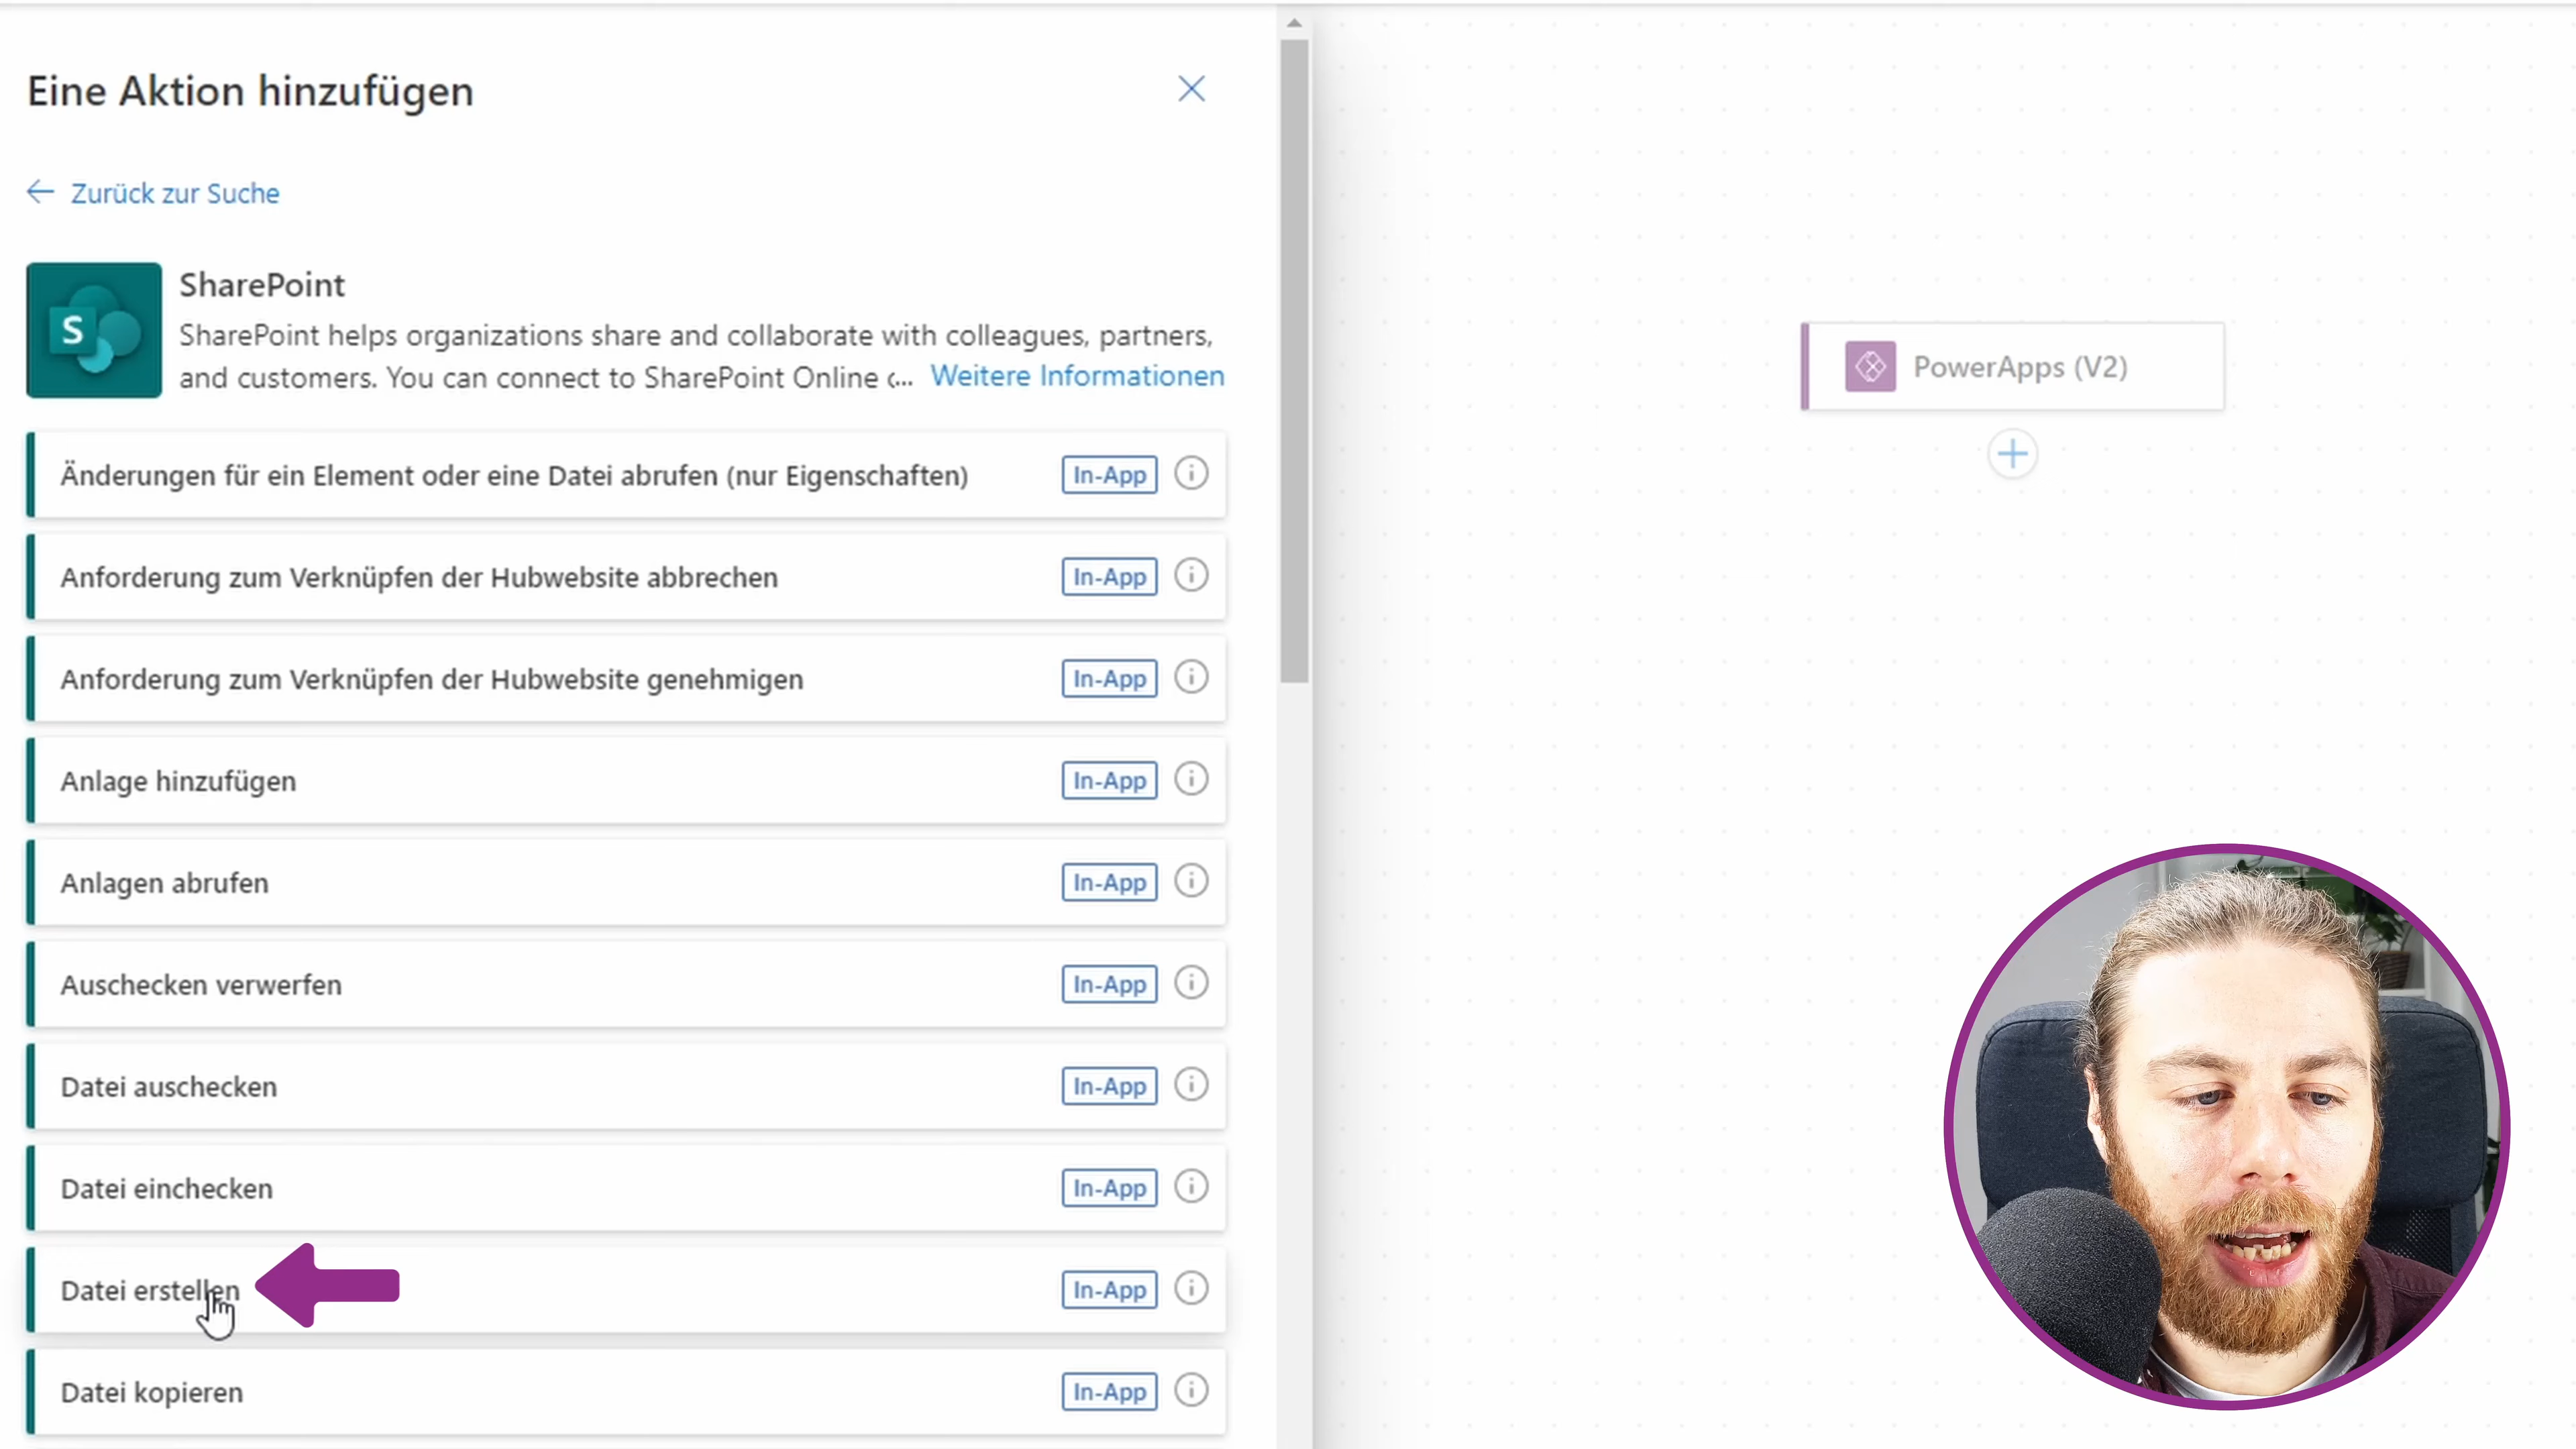 Eine Aktion hinzufügen
Zurück zur Suche
S
SharePoint
SharePoint helps organizations share and collaborate with colleagues, partners,
and customers. You can connect to SharePoint Online c... Weitere Informationen
Änderungen für ein Element oder eine Datei abrufen (nur Eigenschaften) In-App
Anforderung zum Verknüpfen der Hubwebsite abbrechen In-App
Anforderung zum Verknüpfen der Hubwebsite genehmigen In-App
Anlage hinzufügen In-App
Anlagen abrufen In-App
Auschecken verwerfen In-App
Datei auschecken In-App
Datei einchecken In-App
Datei erstellen In-App
Datei kopieren In-App
PowerApps (V2)